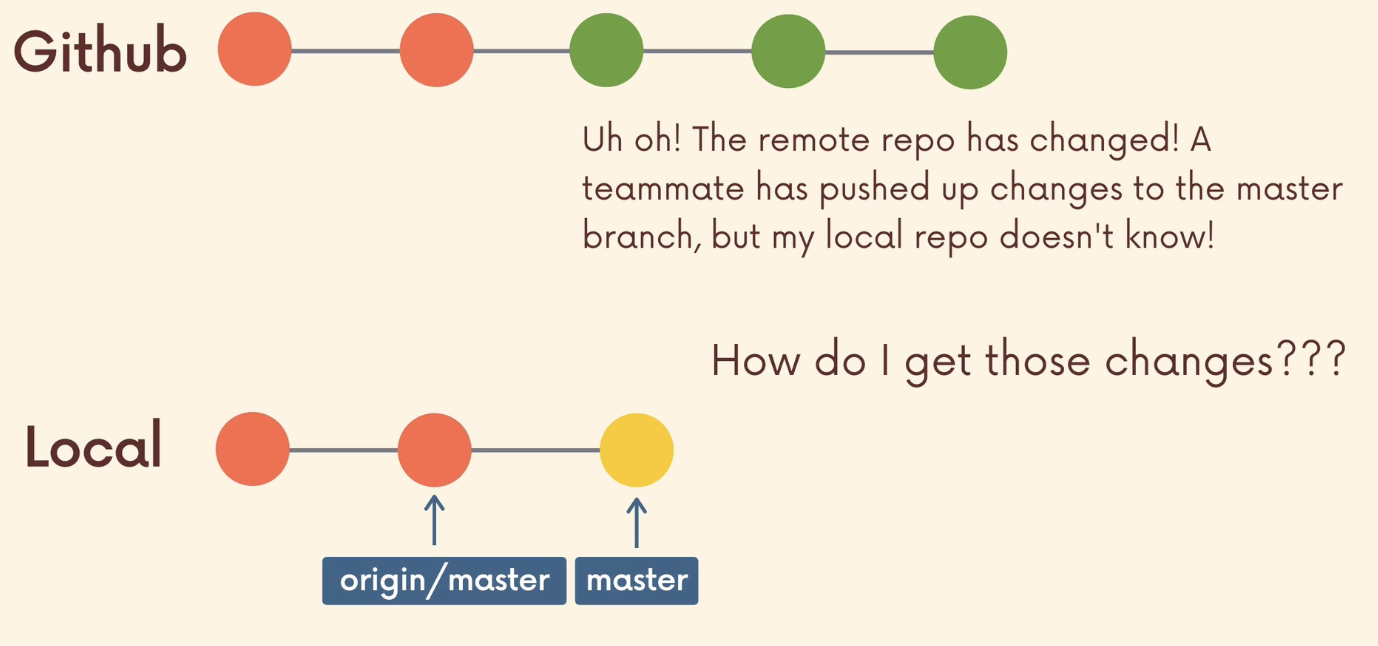 Github
Uh oh! The remote repo has changed! A
teammate has pushed up changes to the master
branch, but my local repo doesn't know!
How do I get those changes???
Local
origin/master
master